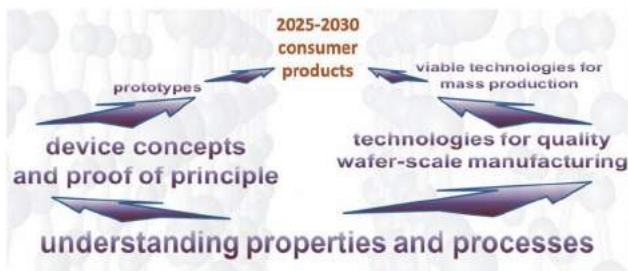 2025-2030
consumer
products
prototypes
viable technologies for
mass production
device concepts
and proof of principle
technologies for quality
wafer-scale manufacturing
understanding properties and processes